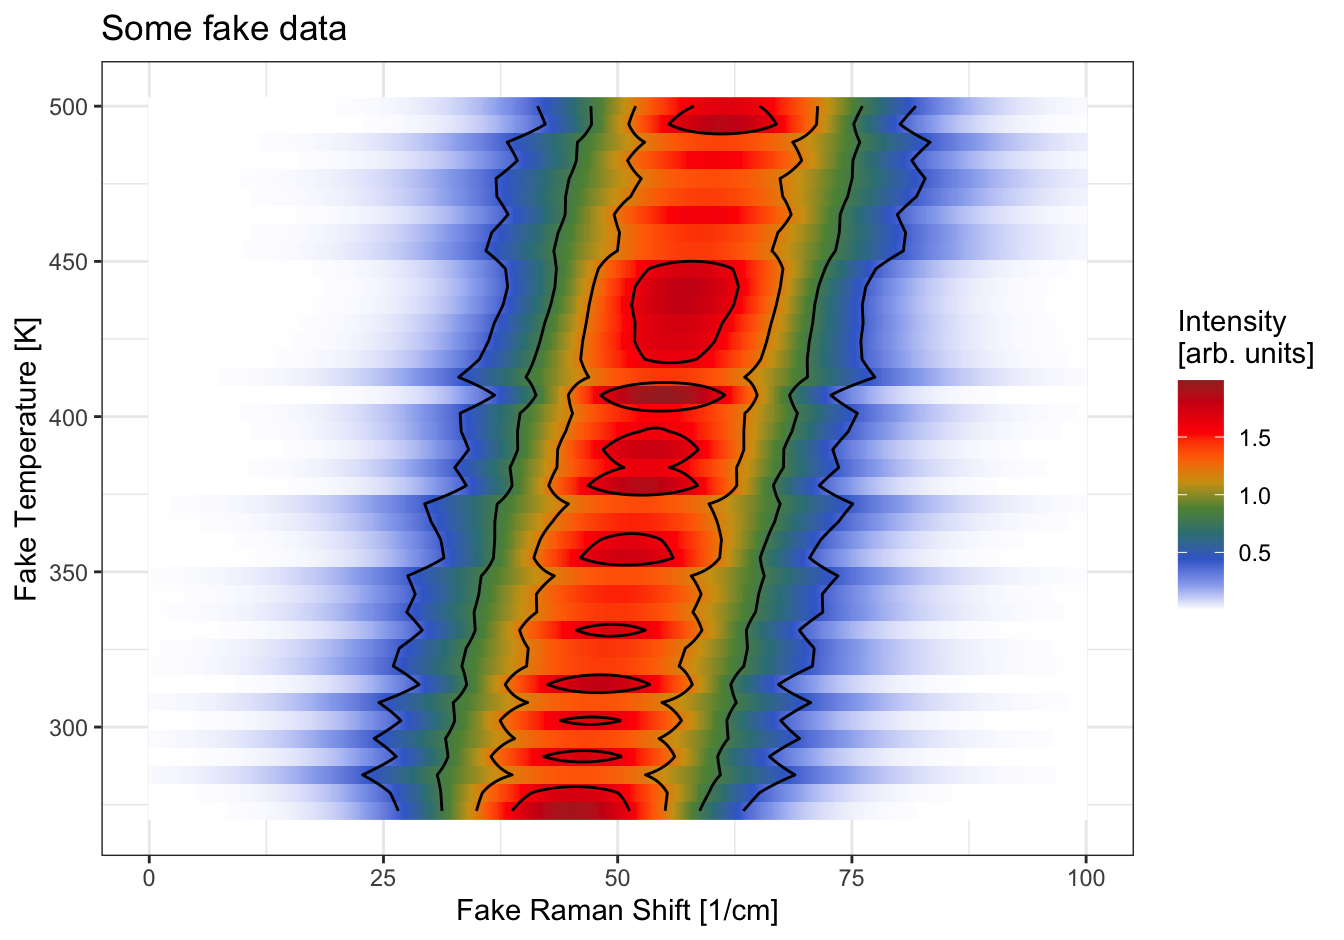 Some fake data
500
450
400
350
300
Fake Temperature [K]
0
25
50
75
100
Fake Raman Shift [1/cm]
Intensity
[arb. units]
1.5
1.0
0.5